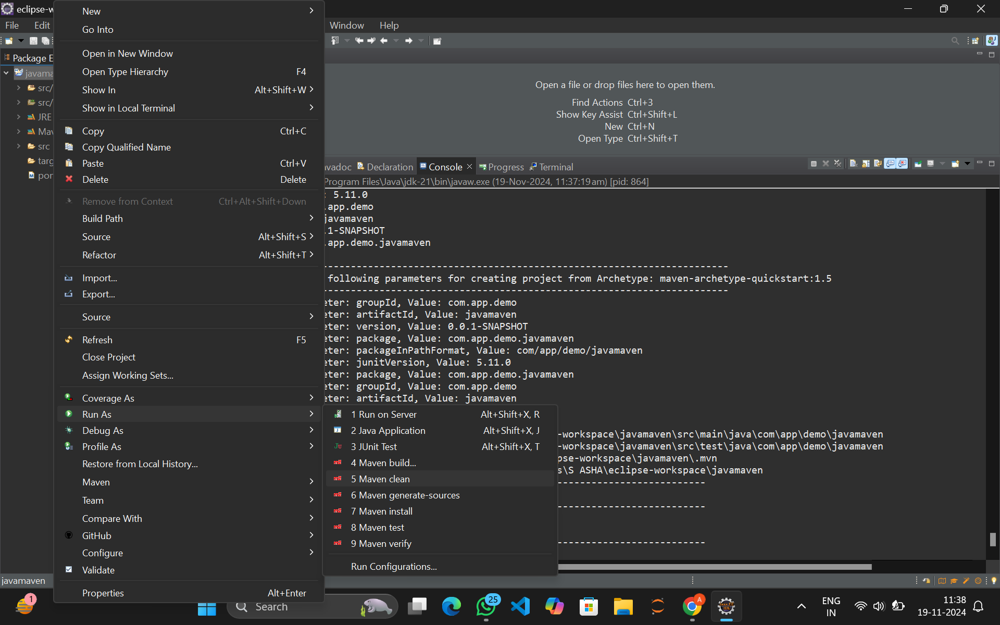 eclipse-w
File Edit
Window Help
Package E
javama
src/
src/
JRE
Mav
src
targ
por
New
Go Into
Open in New Window
Open Type Hierarchy F4
Show In Alt+Shift+W
Show in Local Terminal
Copy Ctrl+C
Copy Qualified Name
Paste Ctrl+V
Delete Delete
Remove from Context Ctrl+Alt+Shift+Down
Build Path
Source Alt+Shift+S
Refactor Alt+Shift+T
Import...
Export...
Source
Refresh F5
Close Project
Assign Working Sets...
Coverage As
Run As
Debug As
Profile As
Restore from Local History...
Maven
Team
Compare With
GitHub
Configure
Validate
Properties Alt+Enter
1 Run on Server Alt+Shift+X, R
2 Java Application Alt+Shift+X, J
3 JUnit Test Alt+Shift+X, T
4 Maven build...
5 Maven clean
6 Maven generate-sources
7 Maven install
8 Maven test
9 Maven verify
Run Configurations...
Open a file or drop files here to open them.
Find Actions Ctrl+3
Show Key Assist Ctrl+Shift+L
New Ctrl+N
Open Type Ctrl+Shift+T
avadoc Declaration Console Progress Terminal
Program Files\Java\jdk-21\bin\javaw.exe (19-Nov-2024, 11:37:19 am) [pid: 864]
: 5.11.0
.app.demo
javamaven
.1-SNAPSHOT
.app.demo.javamaven
----------------------------------------------------------------------
following parameters for creating project from Archetype: maven-archetype-quickstart:1.5
----------------------------------------------------------------------
eter: groupId, Value: com.app.demo
eter: artifactId, Value: javamaven
eter: version, Value: 0.0.1-SNAPSHOT
eter: package, Value: com.app.demo.javamaven
eter: packageInPathFormat, Value: com/app/demo/javamaven
eter: junitVersion, Value: 5.11.0
eter: package, Value: com.app.demo.javamaven
eter: groupId, Value: com.app.demo
eter: artifactId, Value: javamaven
-workspace\javamaven\src\main\java\com\app\demo\javamaven
-workspace\javamaven\src\test\java\com\app\demo\javamaven
pse-workspace\javamaven\.mvn
s\S ASHA\eclipse-workspace\javamaven
--------------------------
--------------------------
--------------------------
javamaven
1
Search
25
A
Java EE
IDE
ENG
IN
11:38
19-11-2024